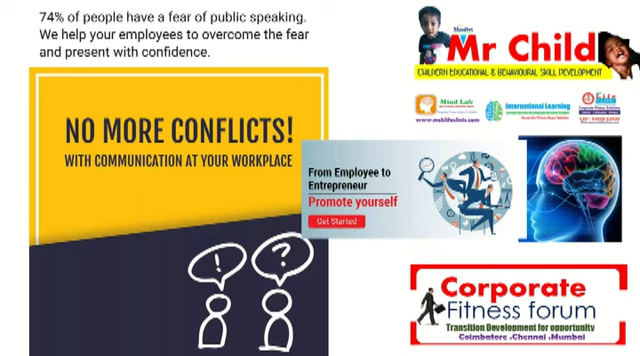 74% of people have a fear of public speaking.
We help your employees to overcome the fear
and present with confidence.
NO MORE CONFLICTS!
WITH COMMUNICATION AT YOUR WORKPLACE
!
?
From Employee to
Entrepreneur
Promote yourself
Get Started
Mr Child
CHILDERN EDUCATIONAL & BEHAVIOURAL SKILL DEVELOPMENT
Mind Lab
International Learning
Corporate
Fitness forum
Transition Development for opportunity
Coimbatore .Chennai .Mumbai